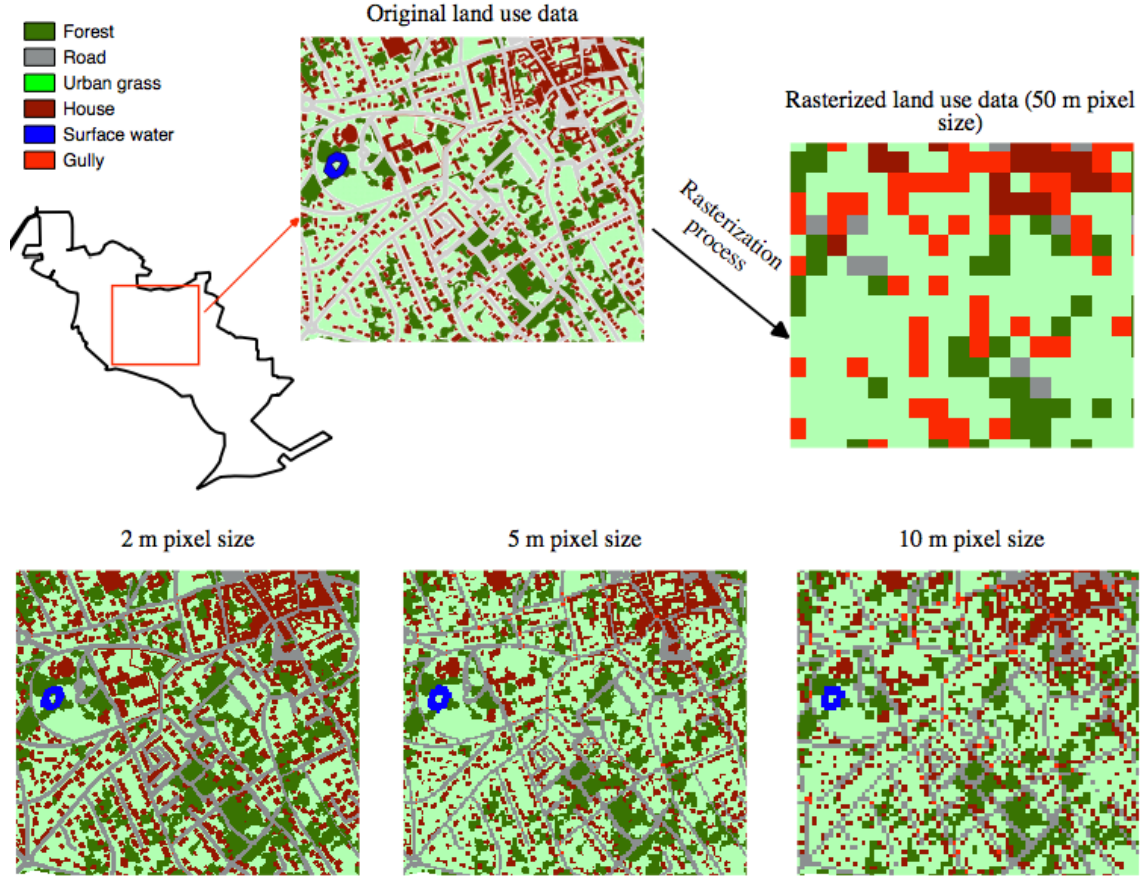 Original land use data
Forest
Road
Urban grass
House
Surface water
Gully
Rasterized land use data (50 m pixel
size)
Rasterization
process
2 m pixel size
5 m pixel size
10 m pixel size